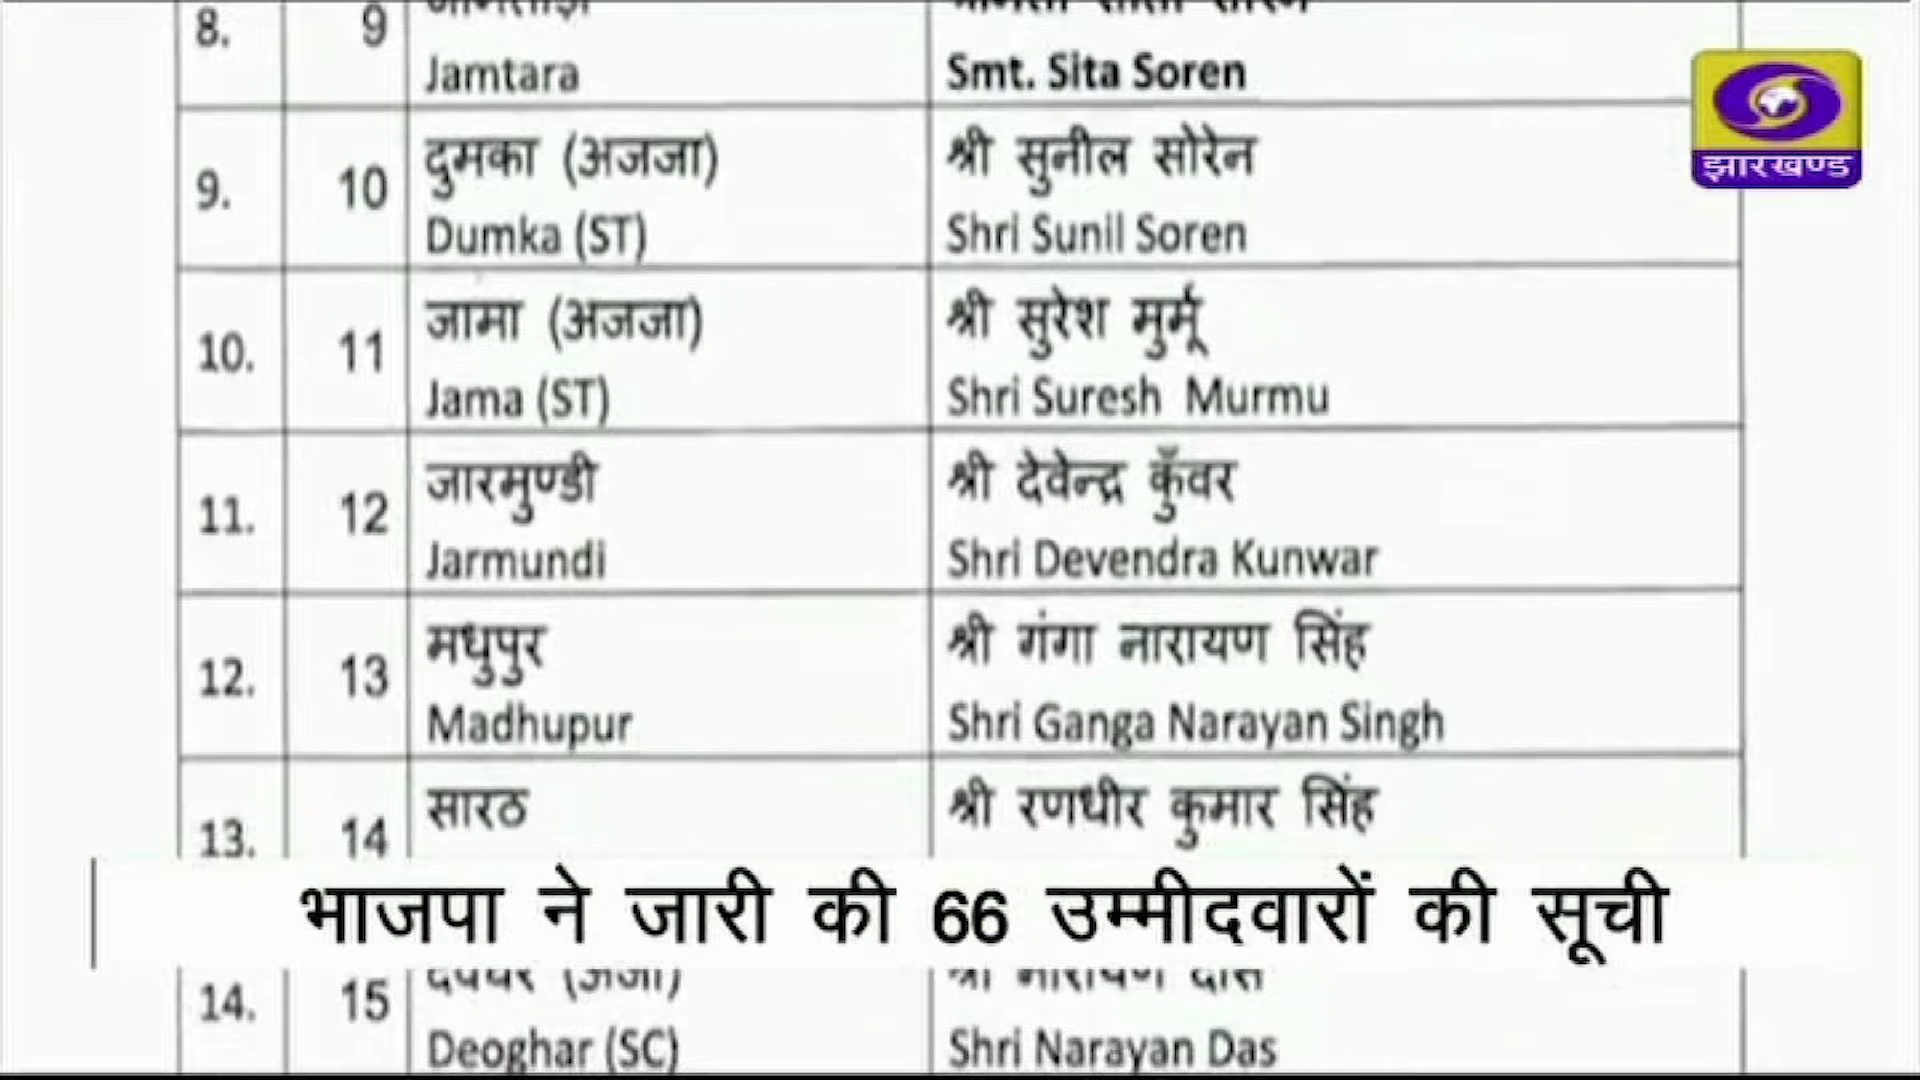 8.
9
Jamtara
Smt. Sita Soren
झारखण्ड
9.
10
दुमका (अजजा)
Dumka (ST)
श्री सुनील सोरेन
Shri Sunil Soren
10.
11
जामा (अजजा)
Jama (ST)
श्री सुरेश मुर्मू
Shri Suresh Murmu
11.
12
जारमुण्डी
Jarmundi
श्री देवेन्द्र कुँवर
Shri Devendra Kunwar
12.
13
मधुपुर
Madhupur
श्री गंगा नारायण सिंह
Shri Ganga Narayan Singh
13.
14
सारठ
श्री रणधीर कुमार सिंह
भाजपा ने जारी की 66 उम्मीदवारों की सूची
14.
15
Deoghar (SC)
Shri Narayan Das